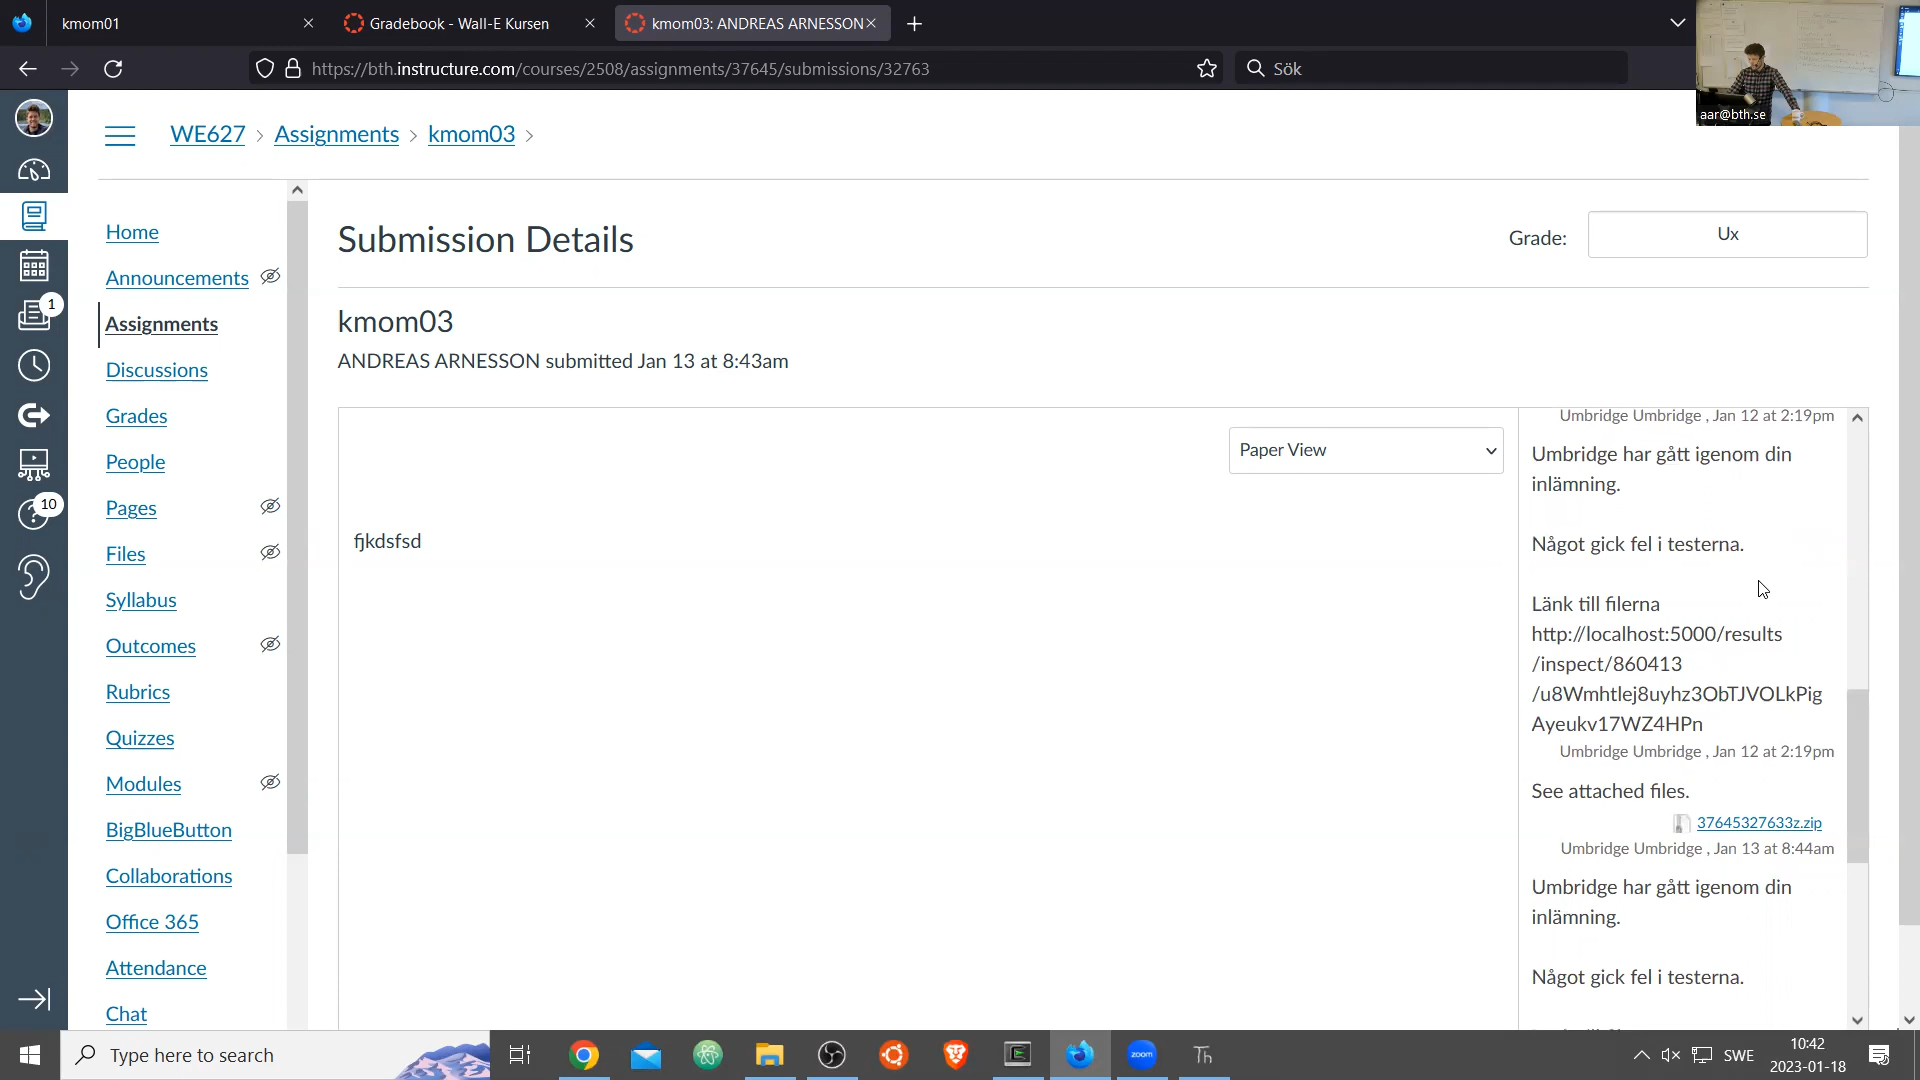 kmom01
Gradebook - Wall-E Kursen
kmom03: ANDREAS ARNESSON
https://bth.instructure.com/courses/2508/assignments/37645/submissions/32763
Sök
aar@bth.se
WE627 > Assignments > kmom03 >
Home
Announcements
Assignments
Discussions
Grades
People
Pages
Files
Syllabus
Outcomes
Rubrics
Quizzes
Modules
BigBlueButton
Collaborations
Office 365
Attendance
Chat
1
10
Submission Details
Grade:
Ux
kmom03
ANDREAS ARNESSON submitted Jan 13 at 8:43am
Paper View
fjkdsfsd
Umbridge Umbridge , Jan 12 at 2:19pm
Umbridge har gått igenom din
inlämning.
Något gick fel i testerna.
Länk till filerna
http://localhost:5000/results
/inspect/860413
/u8Wmhtlej8uyhz3ObTJVOLkPig
Ayeukv17WZ4HPn
Umbridge Umbridge , Jan 12 at 2:19pm
See attached files.
37645327633z.zip
Umbridge Umbridge , Jan 13 at 8:44am
Umbridge har gått igenom din
inlämning.
Något gick fel i testerna.
Type here to search
zoom
Th
SWE
10:42
2023-01-18